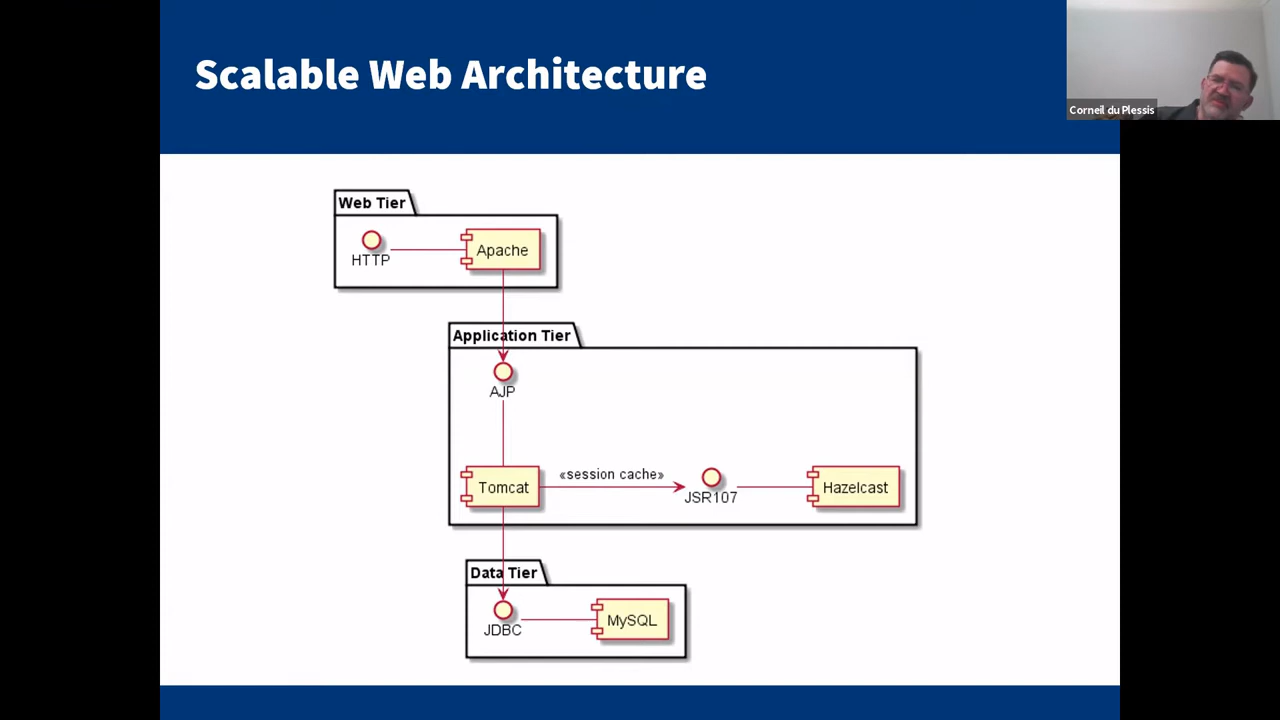 Scalable Web Architecture
Corneil du Plessis
Web Tier
HTTP
Apache
Application Tier
AJP
Tomcat
«session cache»
JSR107
Hazelcast
Data Tier
JDBC
MySQL